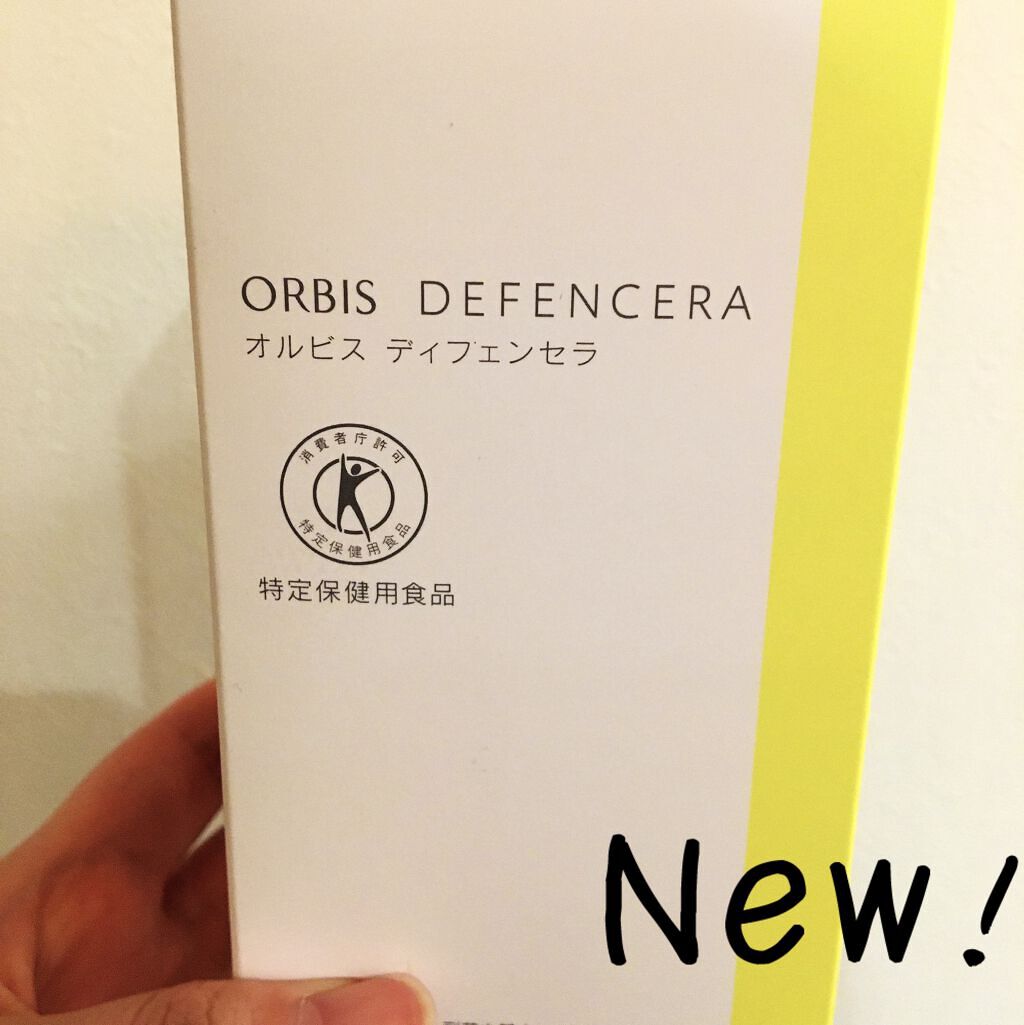 ORBIS DEFENCERA
オルビス ディフェンセラ
消費者庁許可
特定保健用食品
特定保健用食品
New!